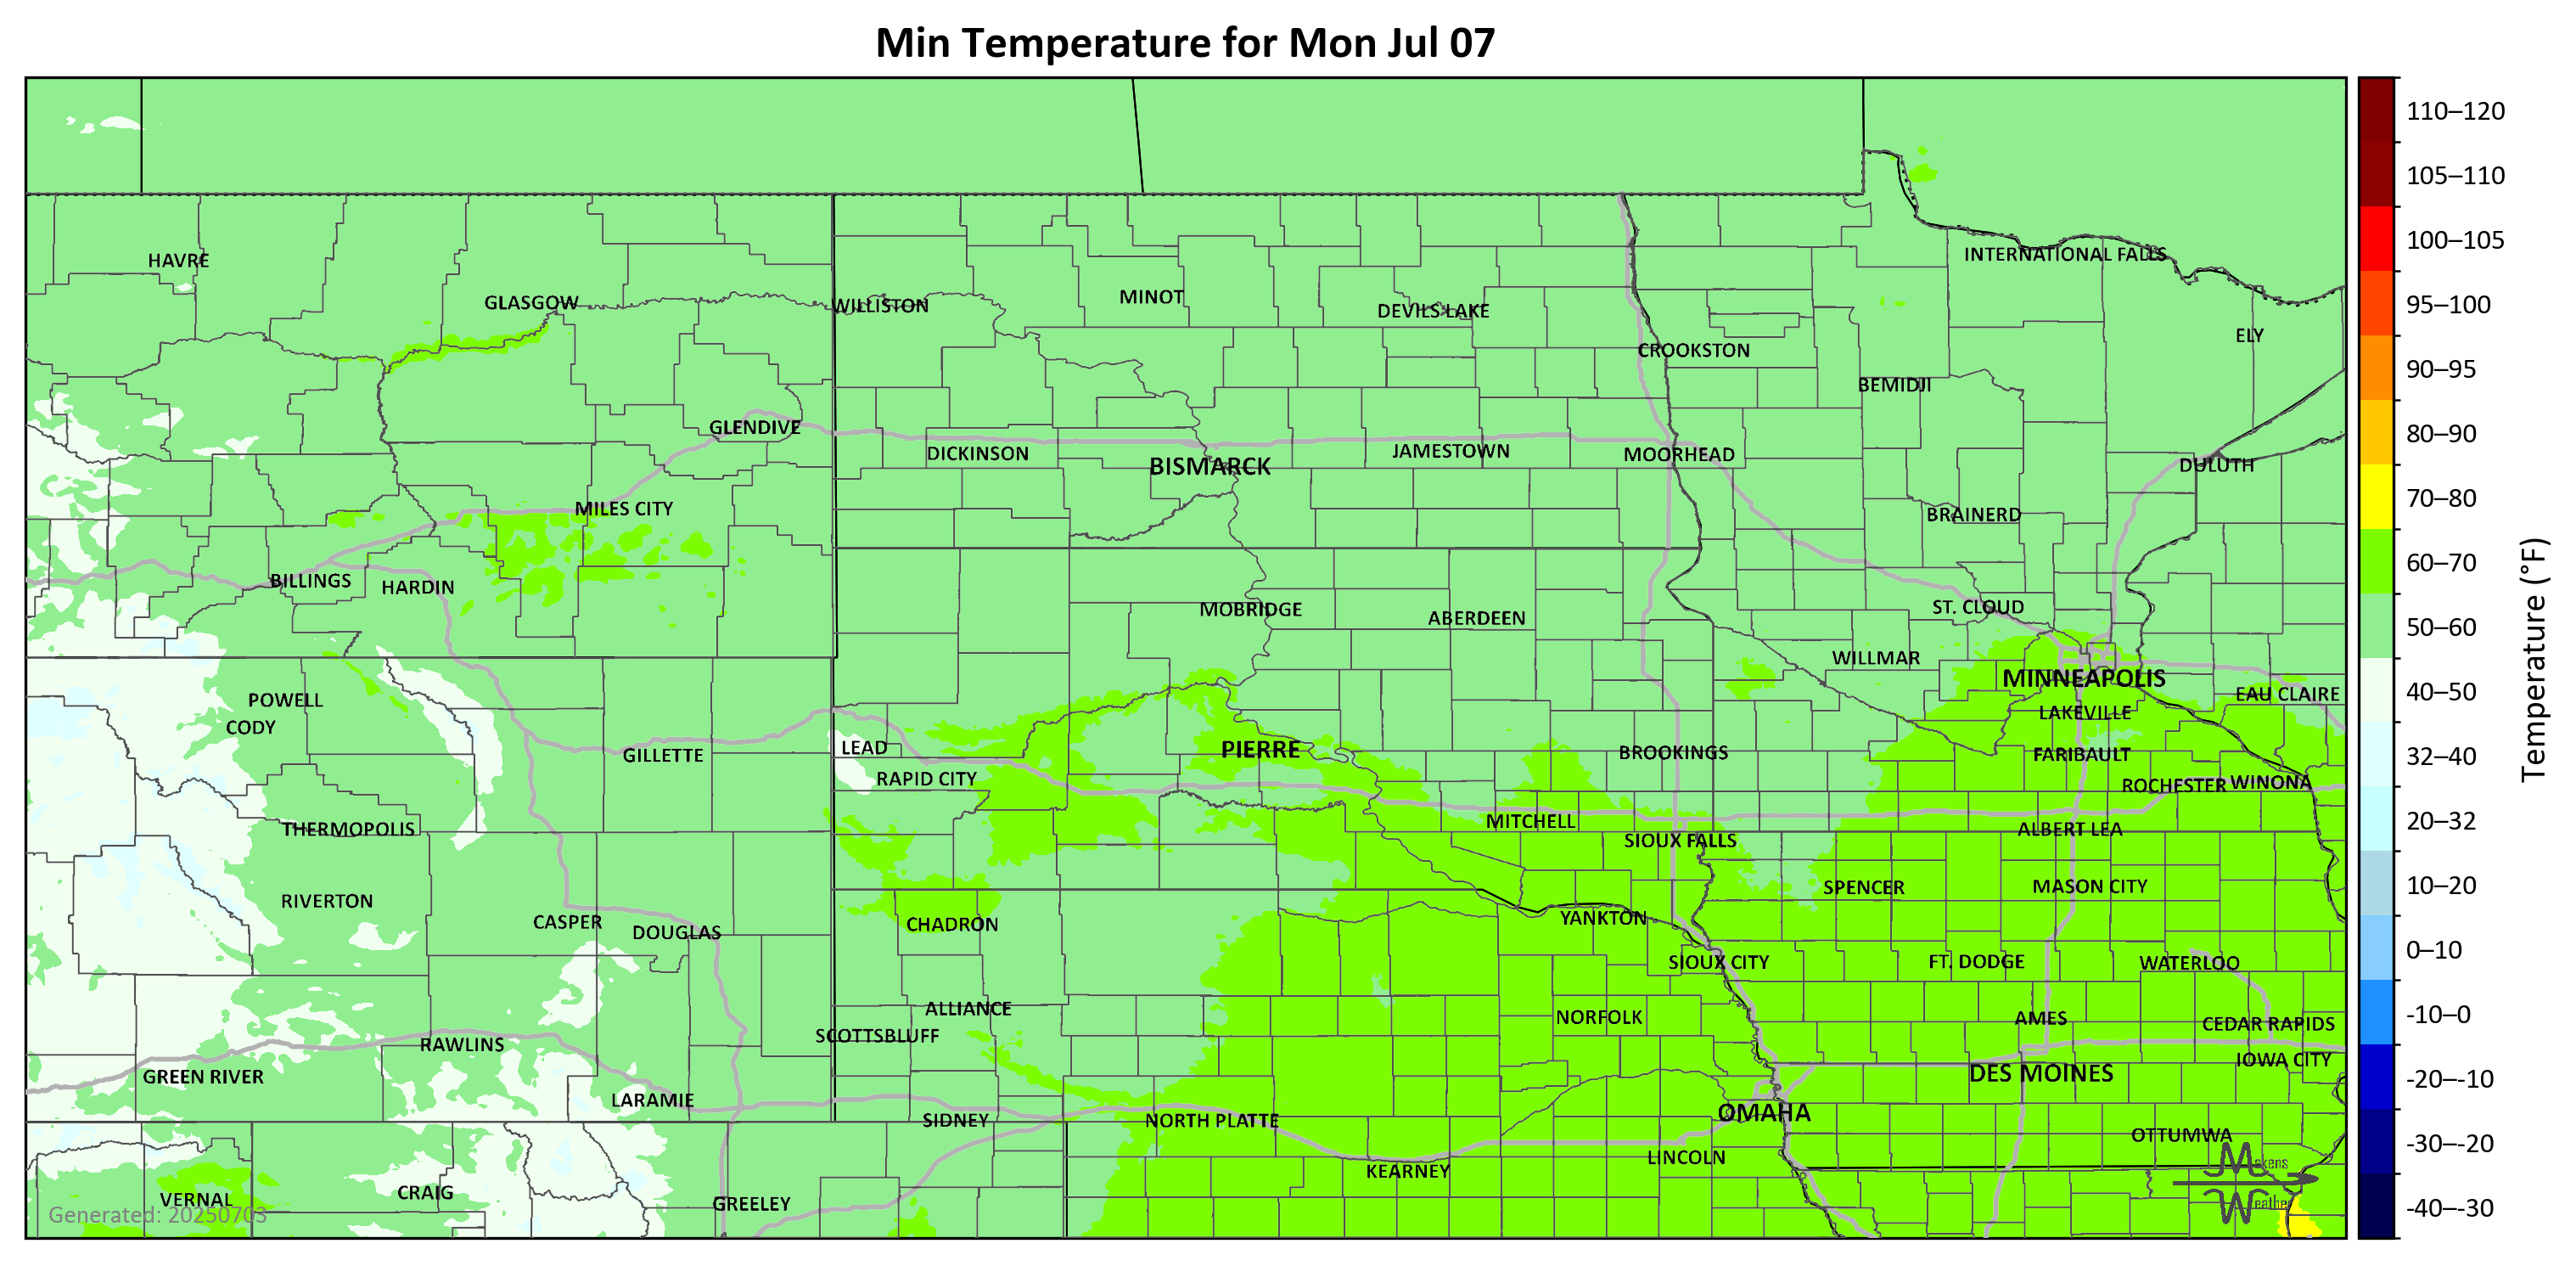 Min Temperature for Mon Jul 07
110–120
105–110
100–105
95–100
90–95
80–90
70–80
60–70
50–60
40–50
32–40
20–32
10–20
0–10
-10–0
-20–-10
-30–-20
-40–-30
Temperature (°F)
HAVRE
INTERNATIONAL FALLS
GLASGOW
WILLISTON
MINOT
DEVILS LAKE
ELY
CROOKSTON
BEMIDJI
GLENDIVE
DICKINSON
BISMARCK
JAMESTOWN
MOORHEAD
DULUTH
MILES CITY
BRAINERD
BILLINGS
HARDIN
MOBRIDGE
ABERDEEN
ST. CLOUD
WILLMAR
MINNEAPOLIS
EAU CLAIRE
POWELL
CODY
LAKEVILLE
GILLETTE
LEAD
RAPID CITY
PIERRE
BROOKINGS
FARIBAULT
ROCHESTER
WINONA
THERMOPOLIS
MITCHELL
SIOUX FALLS
ALBERT LEA
RIVERTON
SPENCER
MASON CITY
CASPER
DOUGLAS
CHADRON
YANKTON
SIOUX CITY
FT. DODGE
WATERLOO
ALLIANCE
SCOTTSBLUFF
NORFOLK
AMES
CEDAR RAPIDS
RAWLINS
IOWA CITY
GREEN RIVER
DES MOINES
LARAMIE
SIDNEY
NORTH PLATTE
OMAHA
OTTUMWA
LINCOLN
KEARNEY
VERNAL
CRAIG
GREELEY
Generated: 20250703
Makens
Weather